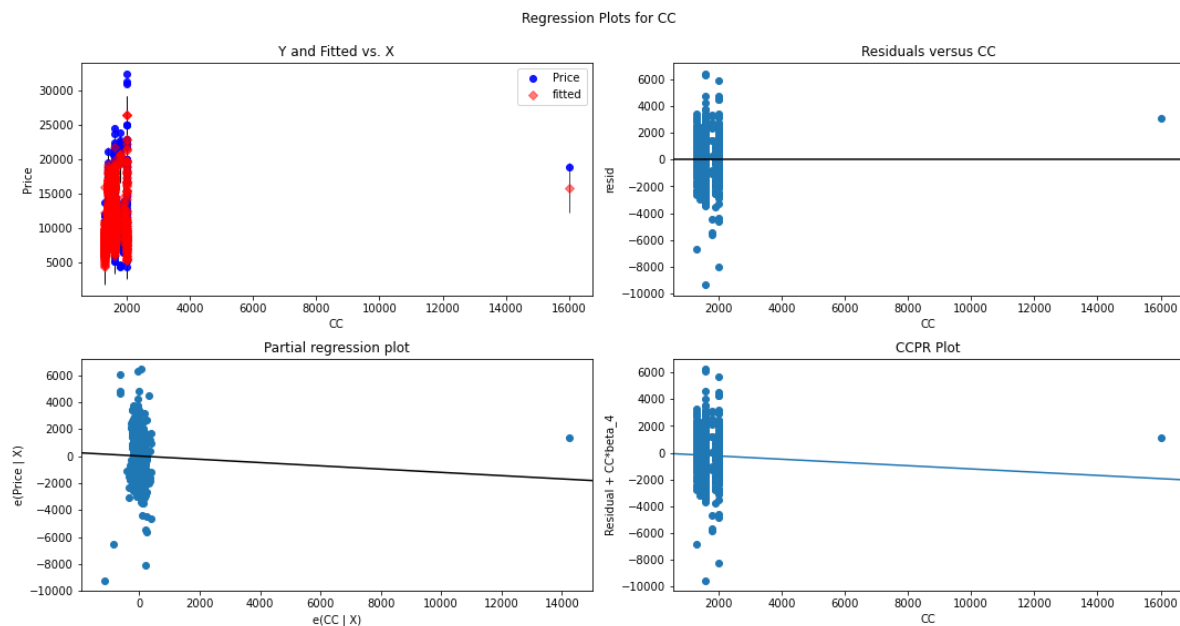 Regression Plots for CC
Y and Fitted vs. X
Price
30000
25000
20000
15000
10000
5000
2000 4000 6000 8000 10000 12000 14000 16000
CC
Price
fitted
Residuals versus CC
resid
6000
4000
2000
0
−2000
−4000
−6000
−8000
−10000
2000 4000 6000 8000 10000 12000 14000 16000
CC
Partial regression plot
e(Price | X)
6000
4000
2000
0
−2000
−4000
−6000
−8000
−10000
0 2000 4000 6000 8000 10000 12000 14000
e(CC | X)
CCPR Plot
Residual + CC*beta_4
6000
4000
2000
0
−2000
−4000
−6000
−8000
−10000
2000 4000 6000 8000 10000 12000 14000 16000
CC